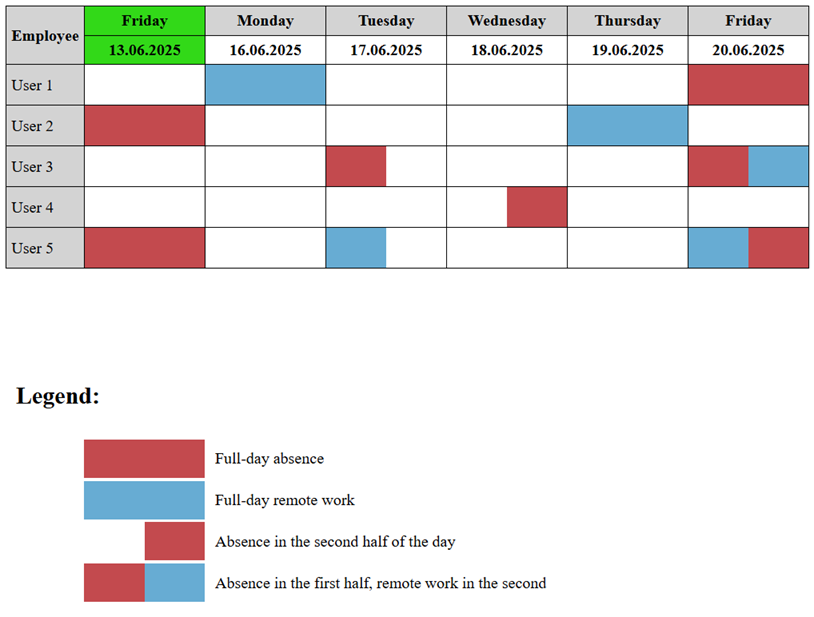 Employee Friday Monday Tuesday Wednesday Thursday Friday
13.06.2025 16.06.2025 17.06.2025 18.06.2025 19.06.2025 20.06.2025
User 1
User 2
User 3
User 4
User 5
Legend:
Full-day absence
Full-day remote work
Absence in the second half of the day
Absence in the first half, remote work in the second